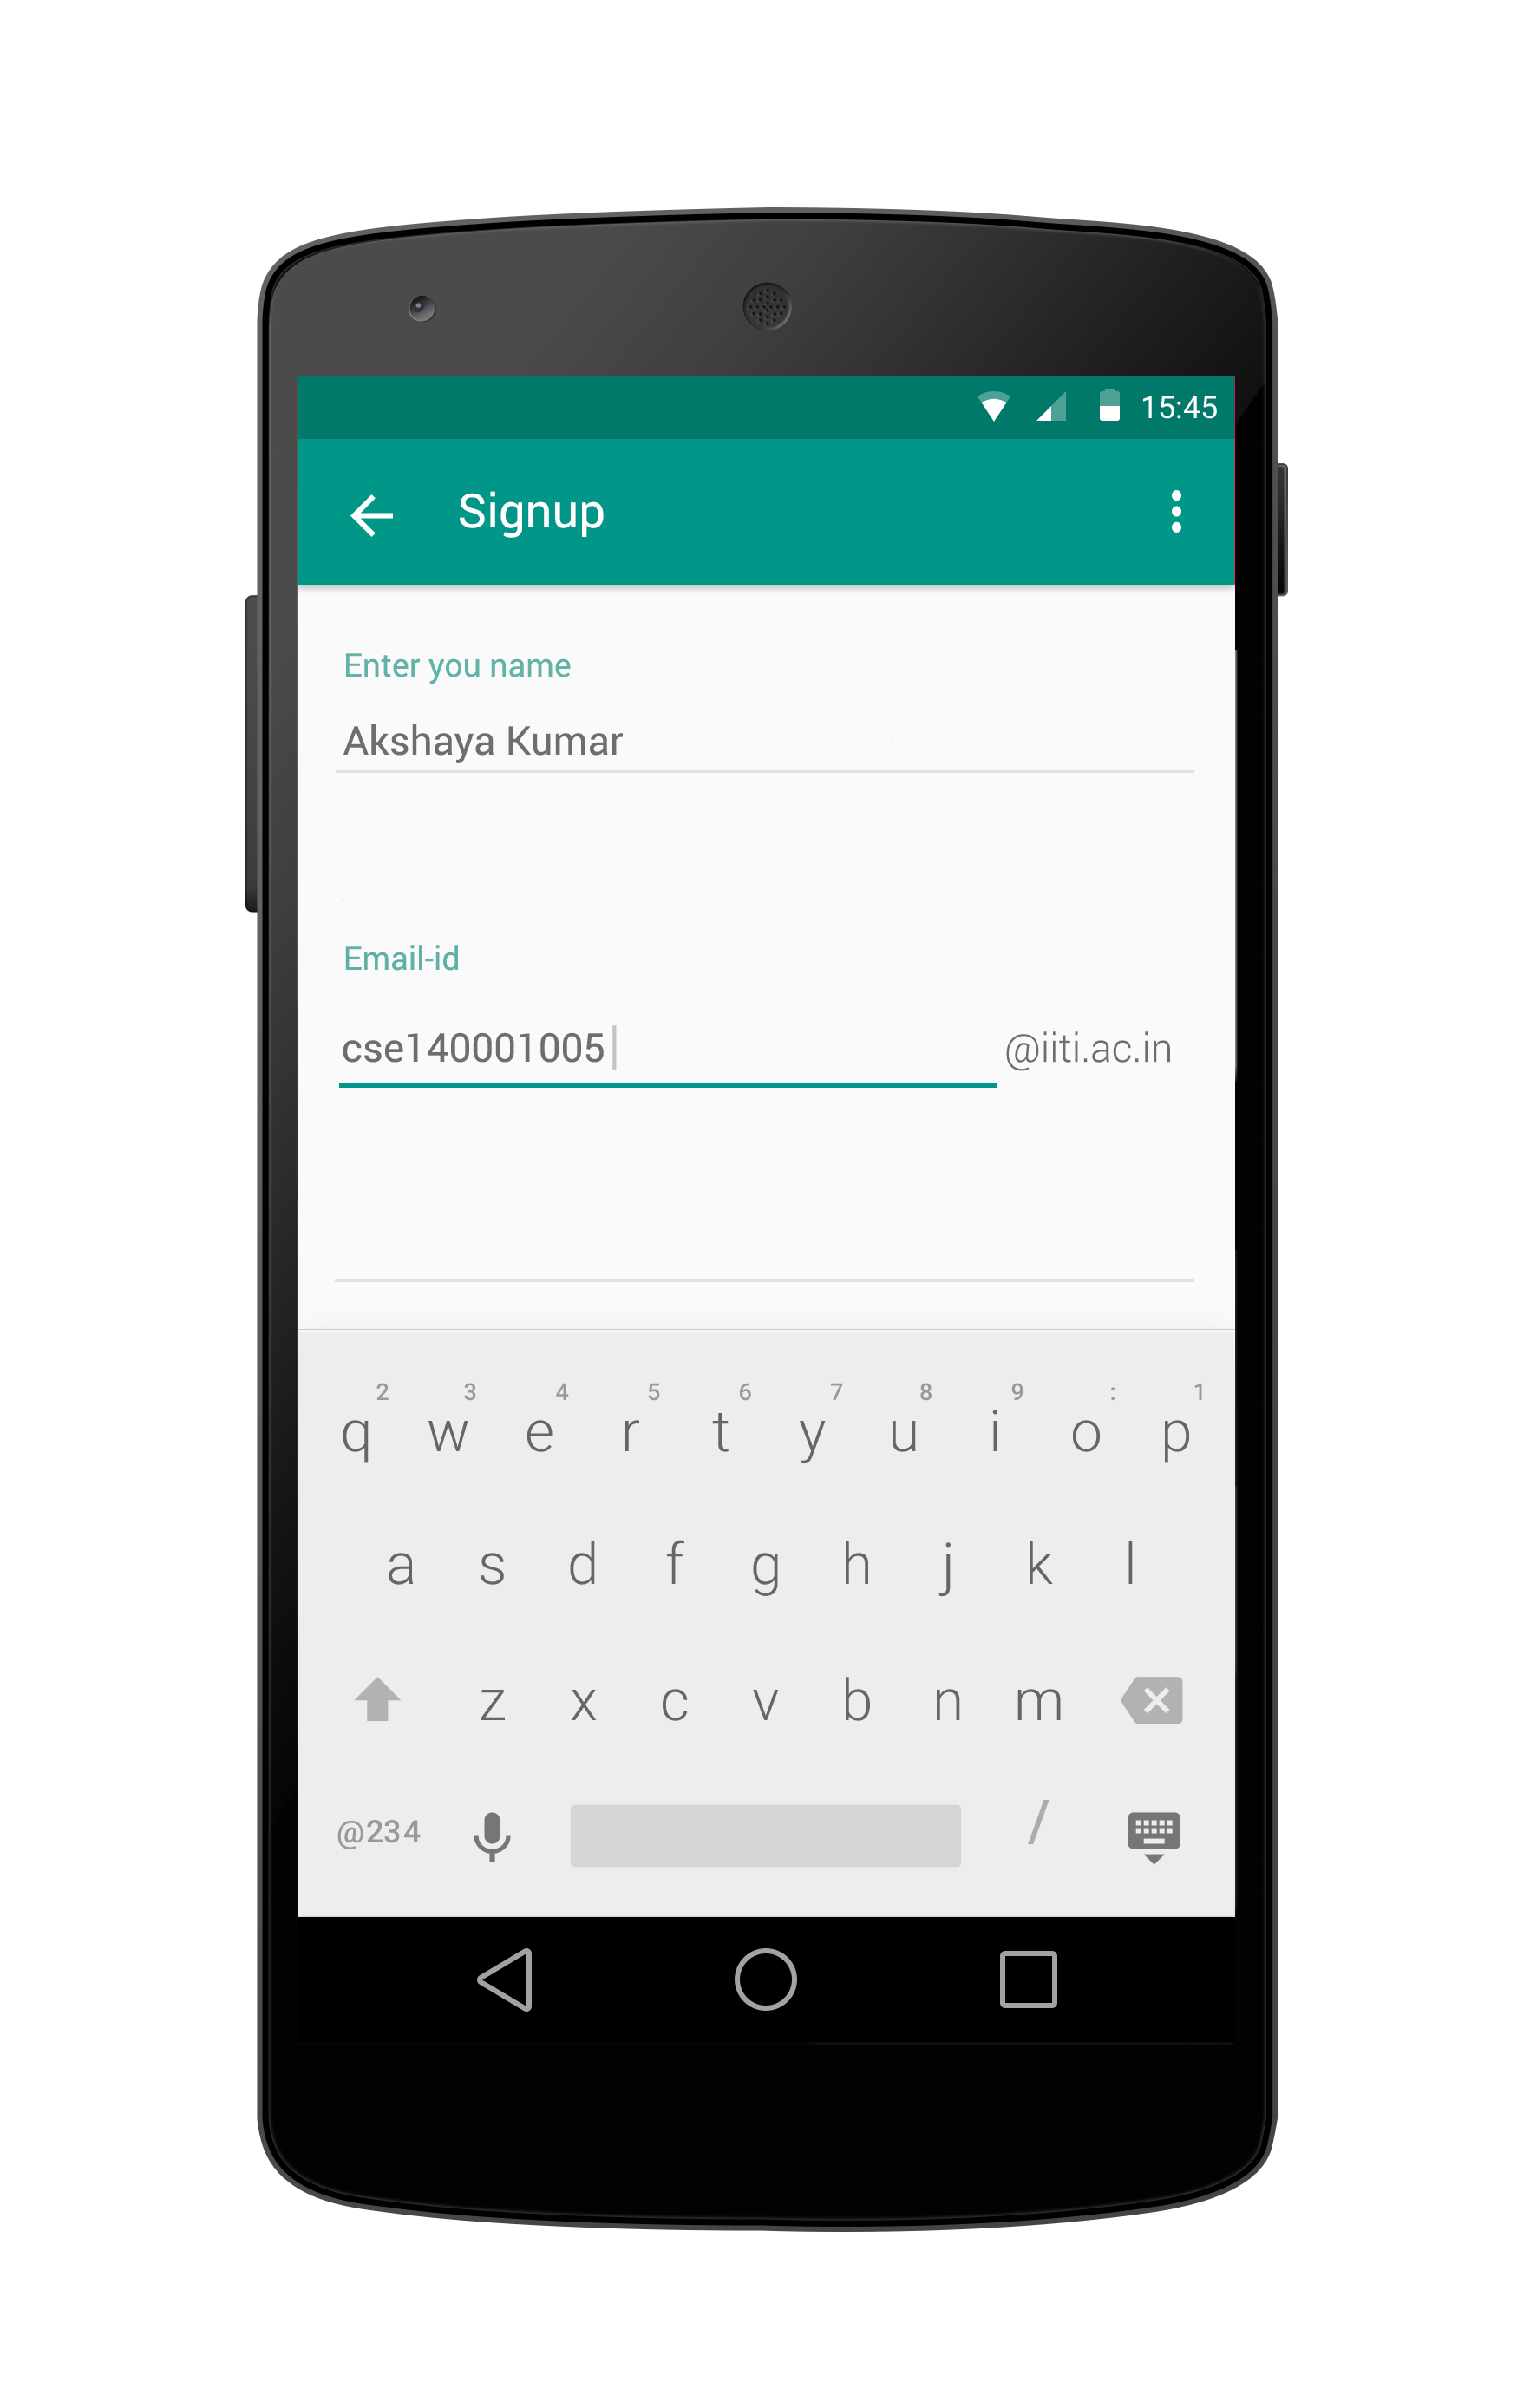 15:45
Signup
Enter you name
Akshaya Kumar
Email-id
cse140001005 @iiti.ac.in
2 3 4 5 6 7 8 9 : 1
q w e r t y u i o p
a s d f g h j k l
z x c v b n m
@234 /